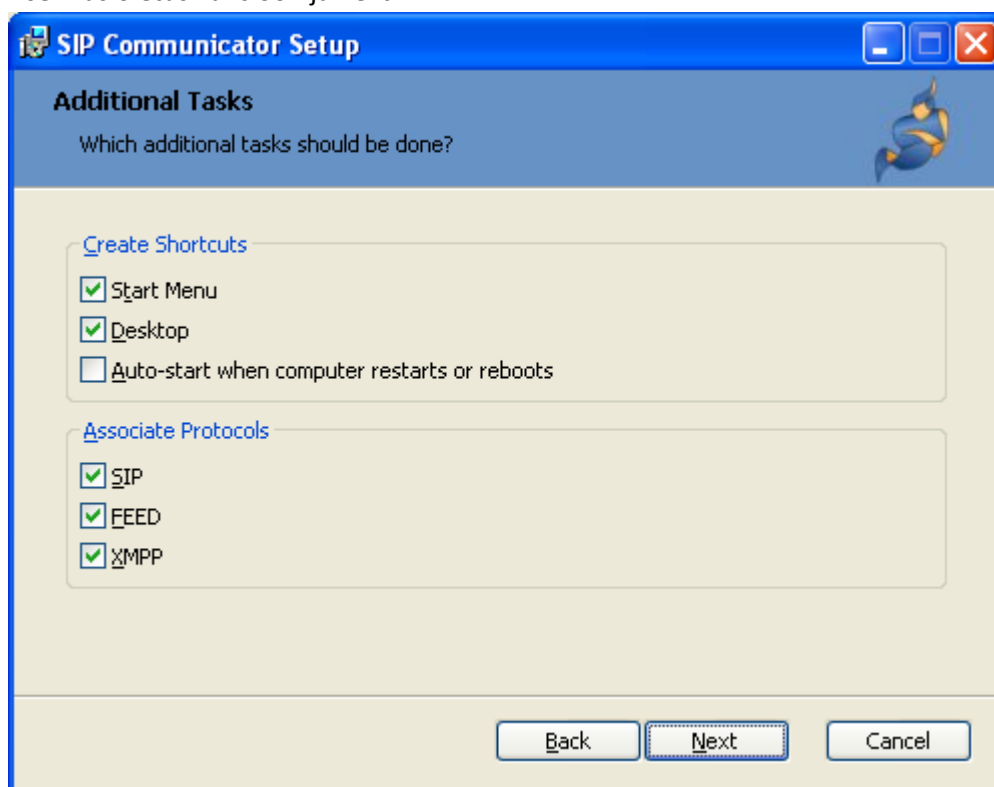 SIP Communicator Setup
Additional Tasks
Which additional tasks should be done?
Create Shortcuts
Start Menu
Desktop
Auto-start when computer restarts or reboots
Associate Protocols
SIP
FEED
XMPP
Back Next Cancel